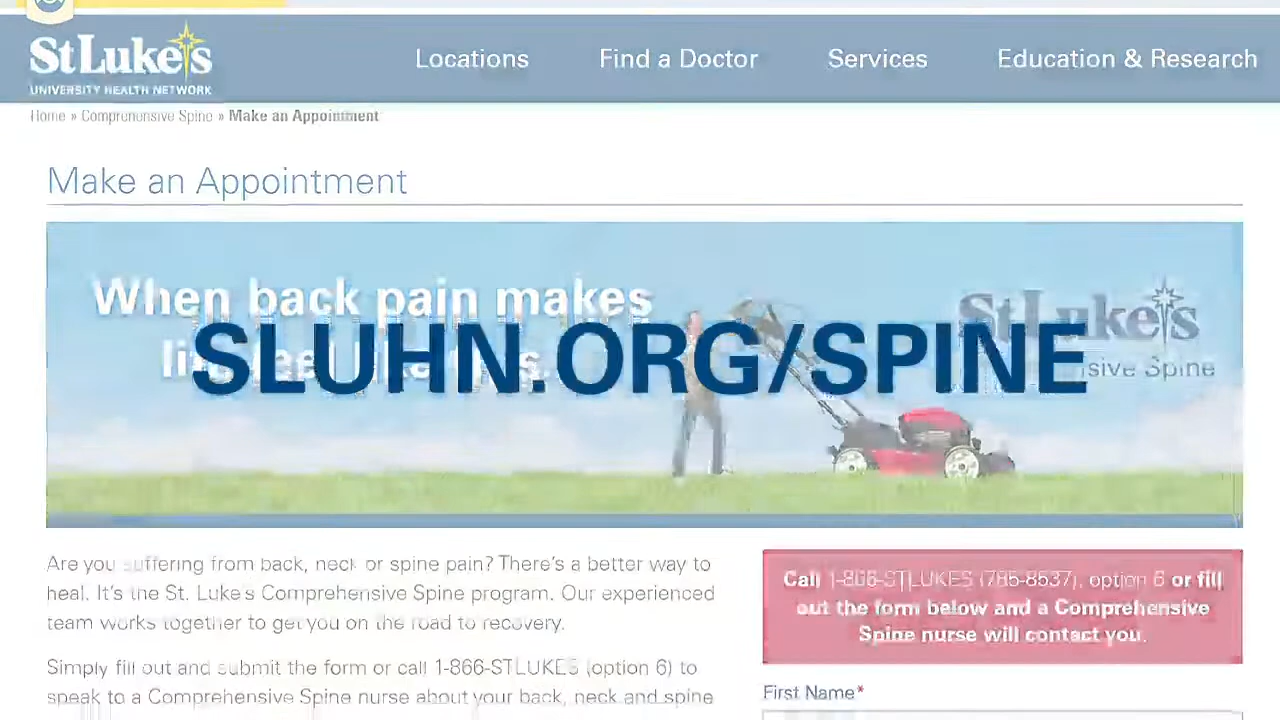 StLuke's
UNIVERSITY HEALTH NETWORK
Locations
Find a Doctor
Services
Education & Research
Home » Comprehensive Spine » Make an Appointment
Make an Appointment
When back pain makes
StLuke's
SLUHN.ORG/SPINE
Spine
Are you suffering from back, neck or spine pain? There's a better way to
heal. It's the St. Luke's Comprehensive Spine program. Our experienced
team works together to get you on the road to recovery.
Simply fill out and submit the form or call 1-866-STLUKES (option 6) to
speak to a Comprehensive Spine nurse about your back, neck and spine
Call 1-866-STLUKES (785-8537), option 6 or fill
out the form below and a Comprehensive
Spine nurse will contact you.
First Name*